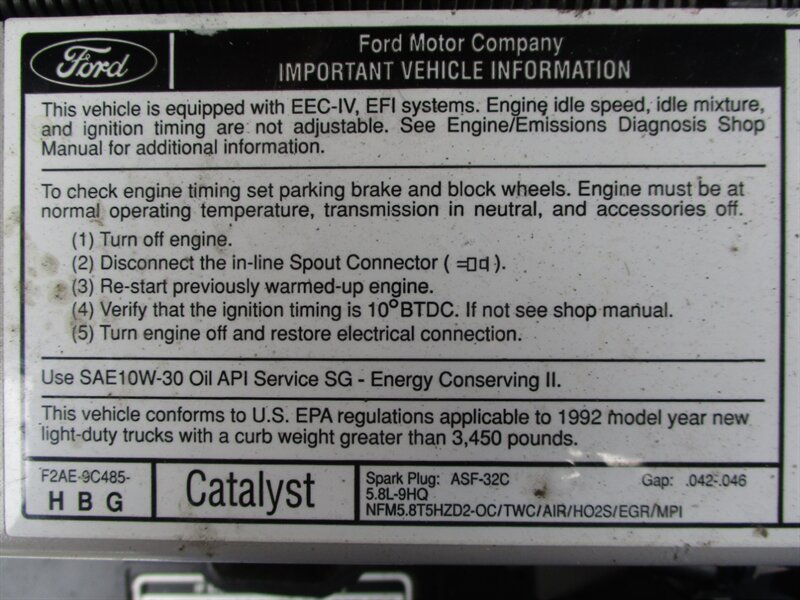 Ford
Ford Motor Company
IMPORTANT VEHICLE INFORMATION
This vehicle is equipped with EEC-IV, EFI systems. Engine idle speed, idle mixture,
and ignition timing are not adjustable. See Engine/Emissions Diagnosis Shop
Manual for additional information.
To check engine timing set parking brake and block wheels. Engine must be at
normal operating temperature, transmission in neutral, and accessories off.
(1) Turn off engine.
(2) Disconnect the in-line Spout Connector ( ).
(3) Re-start previously warmed-up engine.
(4) Verify that the ignition timing is 10°BTDC. If not see shop manual.
(5) Turn engine off and restore electrical connection.
Use SAE10W-30 Oil API Service SG - Energy Conserving II.
This vehicle conforms to U.S. EPA regulations applicable to 1992 model year new
light-duty trucks with a curb weight greater than 3,450 pounds.
F2AE-9C485-
H B G
Catalyst
Spark Plug: ASF-32C Gap: .042-.046
5.8L-9HQ
NFM5.8T5HZD2-OC/TWC/AIR/HO2S/EGR/MPI